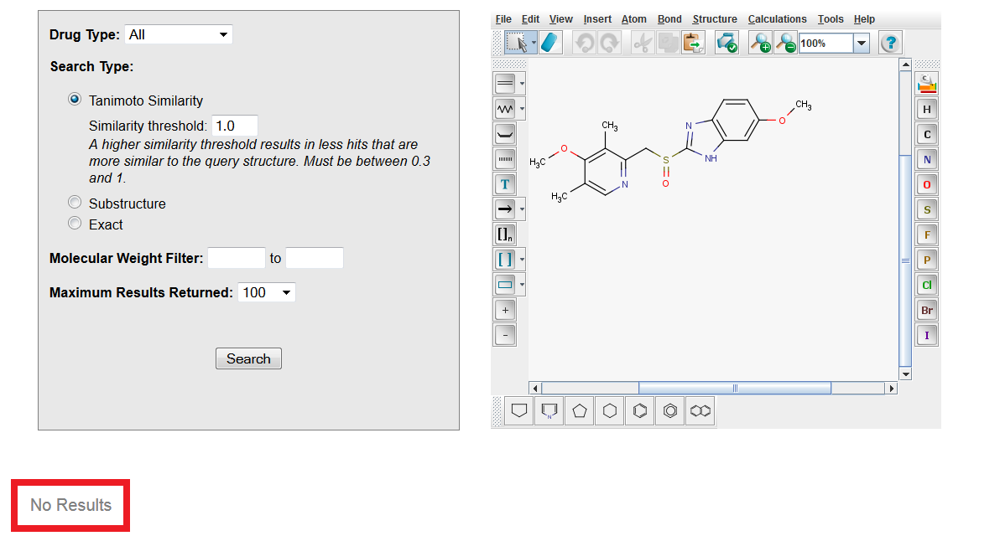 Drug Type: All
Search Type:
Tanimoto Similarity
Similarity threshold: 1.0
A higher similarity threshold results in less hits that are
more similar to the query structure. Must be between 0.3
and 1.
Substructure
Exact
Molecular Weight Filter: to
Maximum Results Returned: 100
Search
File Edit View Insert Atom Bond Structure Calculations Tools Help
100% ?
CH₃
O
N
NH
CH₃
O
H₃C
S
O
N
H₃C
T
[ ]n
[ ]
+
-
C
H
C
N
O
S
F
P
Cl
Br
I
N
No Results